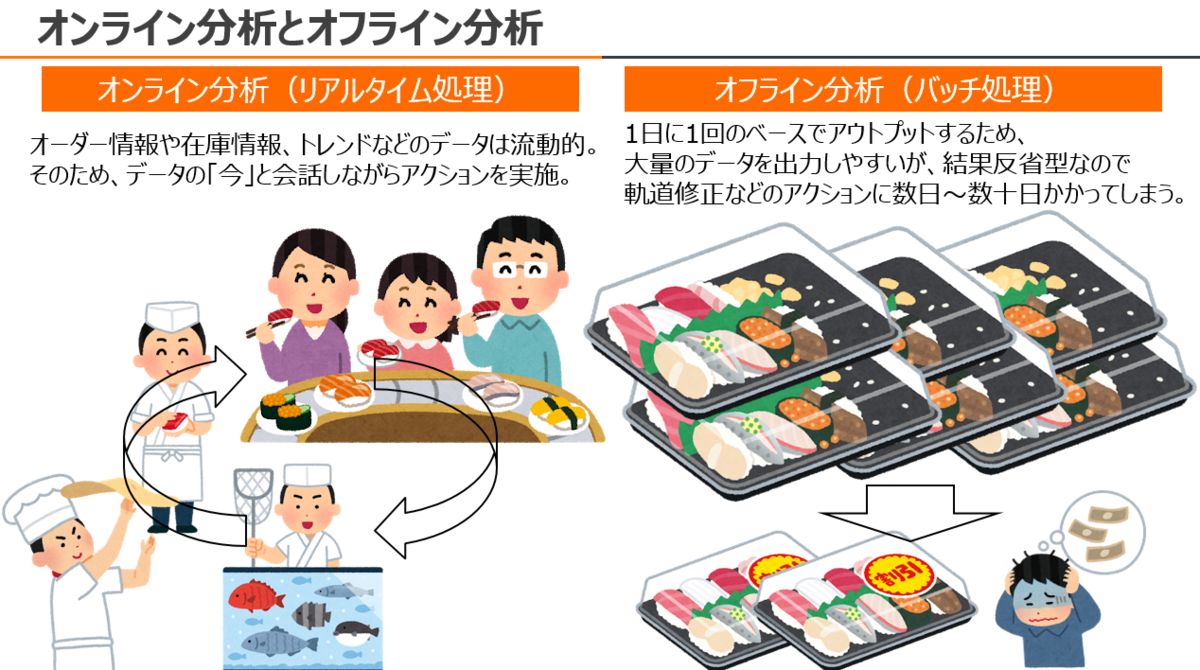 オンライン分析とオフライン分析
オンライン分析（リアルタイム処理）
オーダー情報や在庫情報、トレンドなどのデータは流動的。
そのため、データの「今」と会話しながらアクションを実施。
オフライン分析（バッチ処理）
1日に1回のベースでアウトプットするため、
大量のデータを出力しやすいが、結果反省型なので
軌道修正などのアクションに数日～数十日かかってしまう。
割引
割引